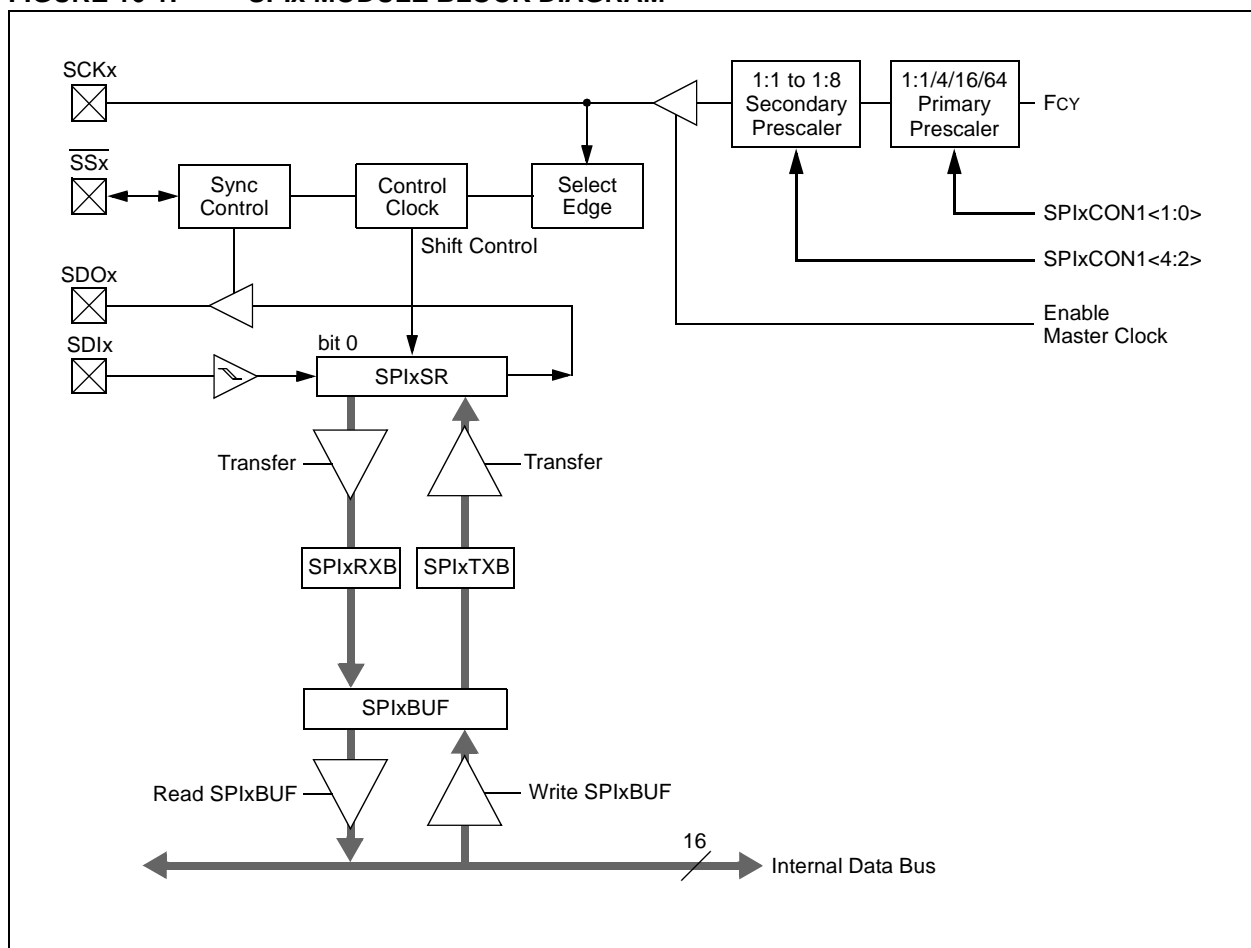 SCKx
SSx
SDOx
SDIx
Sync
Control
Control
Clock
Select
Edge
1:1 to 1:8
Secondary
Prescaler
1:1/4/16/64
Primary
Prescaler
FCY
SPIxCON1<1:0>
SPIxCON1<4:2>
Enable
Master Clock
Shift Control
bit 0
SPIxSR
Transfer
Transfer
SPIxRXB
SPIxTXB
SPIxBUF
Read SPIxBUF
Write SPIxBUF
16
Internal Data Bus